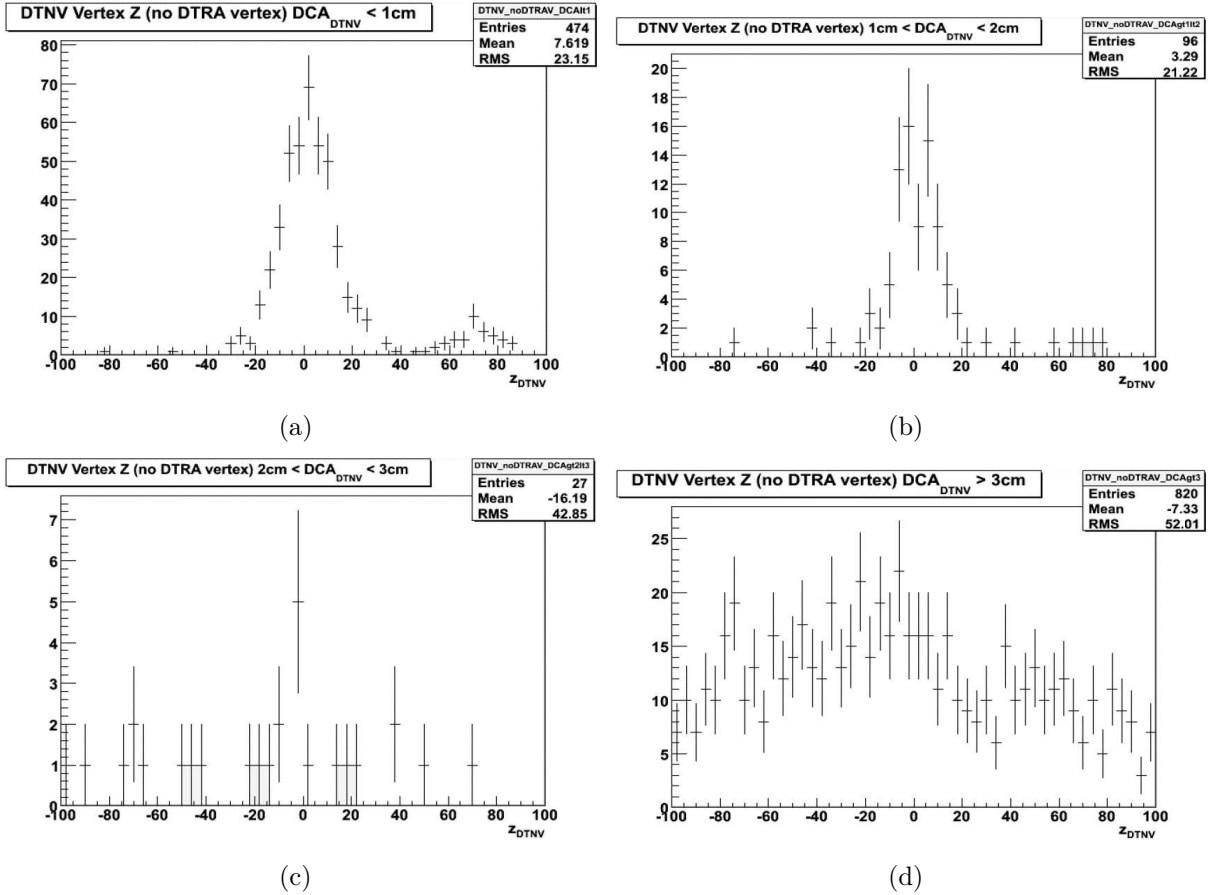 DTNV Vertex Z (no DTRA vertex) DCA_DTNV < 1cm
DTNV_noDTRAV_DCAlt1
Entries 474
Mean 7.619
RMS 23.15
80
70
60
50
40
30
20
10
0
-100 -80 -60 -40 -20 0 20 40 60 80 100
z_DTNV
(a)
DTNV Vertex Z (no DTRA vertex) 1cm < DCA_DTNV < 2cm
DTNV_noDTRAV_DCAgt1lt2
Entries 96
Mean 3.29
RMS 21.22
20
18
16
14
12
10
8
6
4
2
0
-100 -80 -60 -40 -20 0 20 40 60 80 100
z_DTNV
(b)
DTNV Vertex Z (no DTRA vertex) 2cm < DCA_DTNV < 3cm
DTNV_noDTRAV_DCAgt2lt3
Entries 27
Mean -16.19
RMS 42.85
7
6
5
4
3
2
1
0
-100 -80 -60 -40 -20 0 20 40 60 80 100
z_DTNV
(c)
DTNV Vertex Z (no DTRA vertex) DCA_DTNV > 3cm
DTNV_noDTRAV_DCAgt3
Entries 820
Mean -7.33
RMS 52.01
25
20
15
10
5
0
-100 -80 -60 -40 -20 0 20 40 60 80 100
z_DTNV
(d)